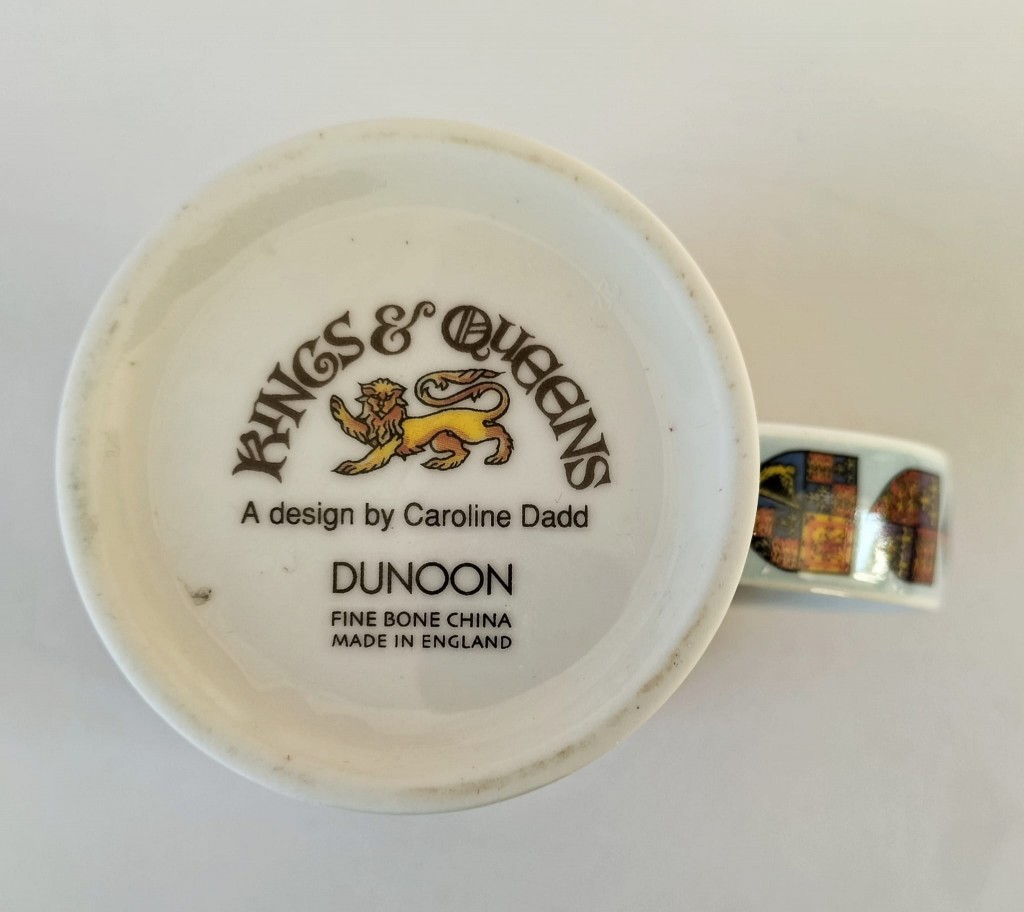 KINGS & QUEENS
A design by Caroline Dadd
DUNOON
FINE BONE CHINA
MADE IN ENGLAND